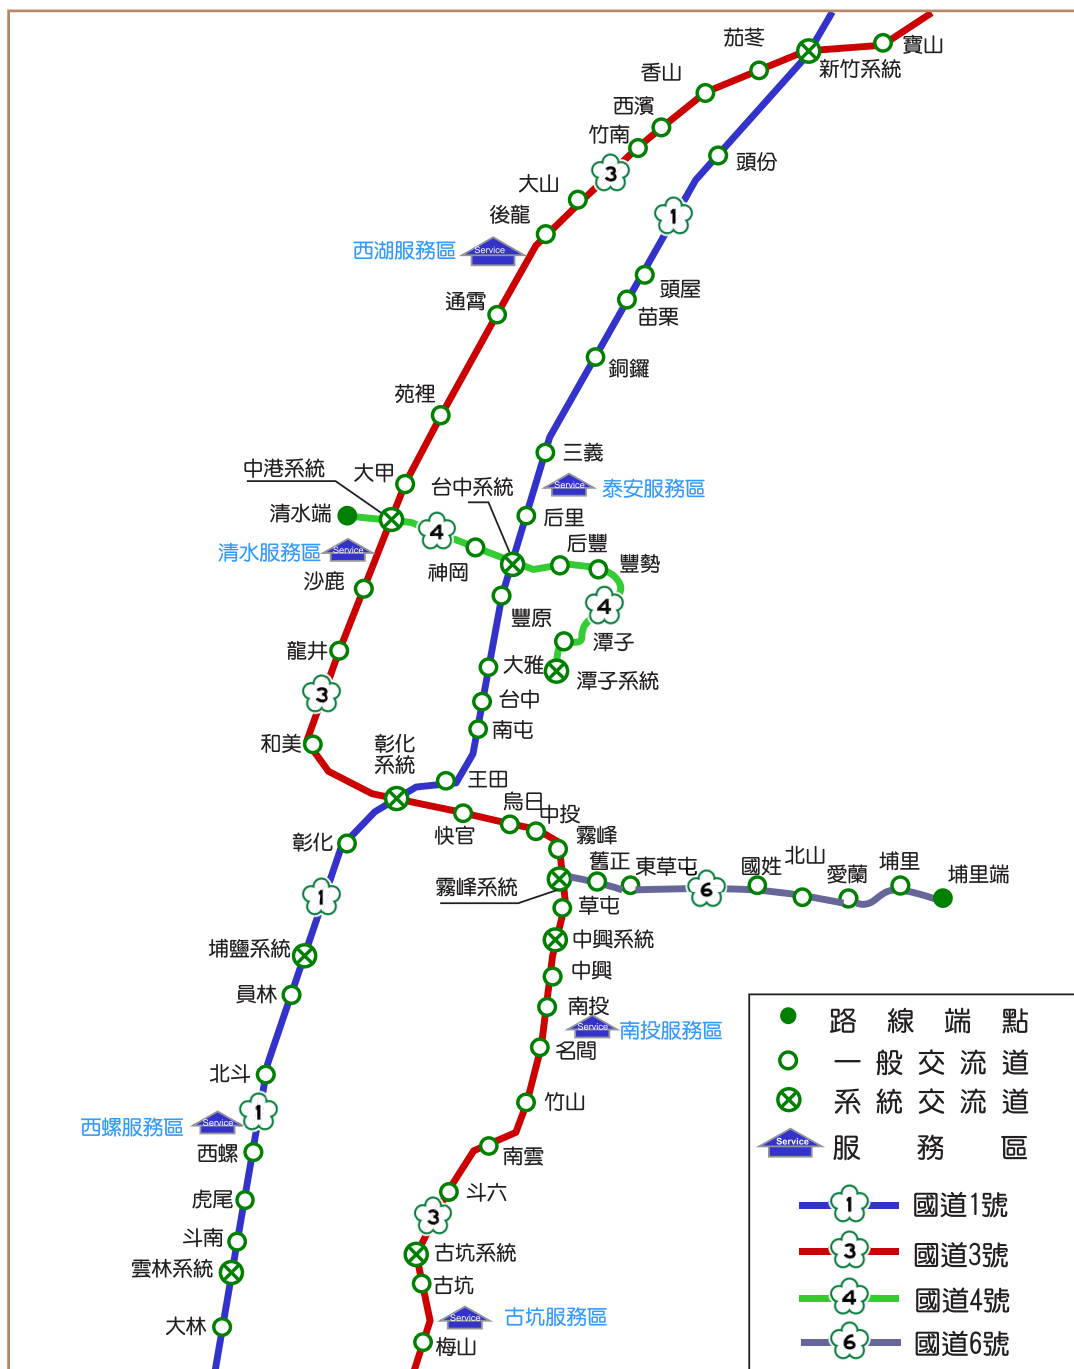 茄苳
寶山
新竹系統
香山
西濱
竹南
頭份
3
大山
後龍
1
西湖服務區
Service
頭屋
通霄
苗栗
銅鑼
苑裡
三義
中港系統
大甲
台中系統
Service
泰安服務區
清水端
后里
4
清水服務區
Service
后豐
豐勢
神岡
沙鹿
4
豐原
龍井
潭子
大雅
潭子系統
3
台中
南屯
和美
彰化
系統
王田
烏日
中投
快官
霧峰
彰化
舊正
東草屯
國姓
北山
愛蘭
埔里
埔里端
霧峰系統
6
1
草屯
中興系統
埔鹽系統
中興
員林
南投
Service
南投服務區
名間
北斗
竹山
1
西螺服務區
Service
西螺
南雲
虎尾
斗六
3
斗南
古坑系統
雲林系統
古坑
大林
Service
古坑服務區
梅山
路線端點
一般交流道
系統交流道
Service
服務區
1
國道1號
3
國道3號
4
國道4號
6
國道6號